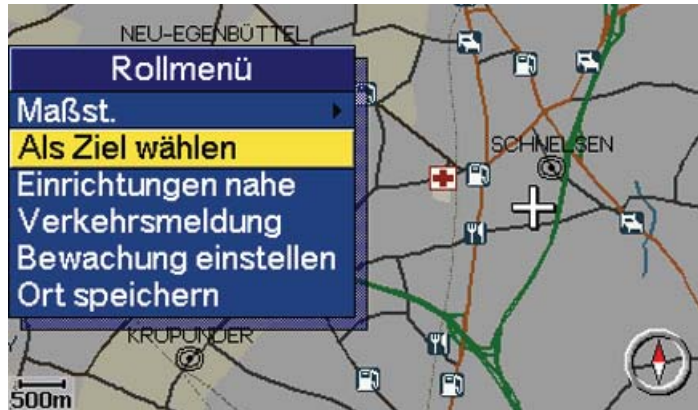 NEU-EGENBÜTTEL
Rollmenü
Maßst.
Als Ziel wählen
Einrichtungen nahe
Verkehrsmeldung
Bewachung einstellen
Ort speichern
SCHNELSEN
KRUPUNDER
500m